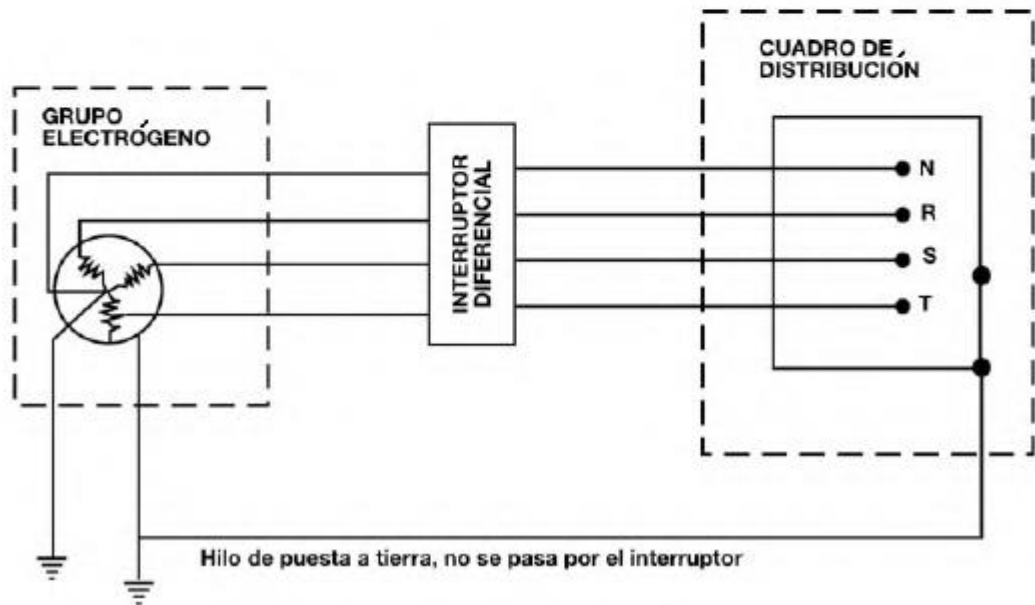 GRUPO
ELECTRÓGENO
INTERRUPTOR
DIFERENCIAL
CUADRO DE
DISTRIBUCIÓN
N
R
S
T
Hilo de puesta a tierra, no se pasa por el interruptor